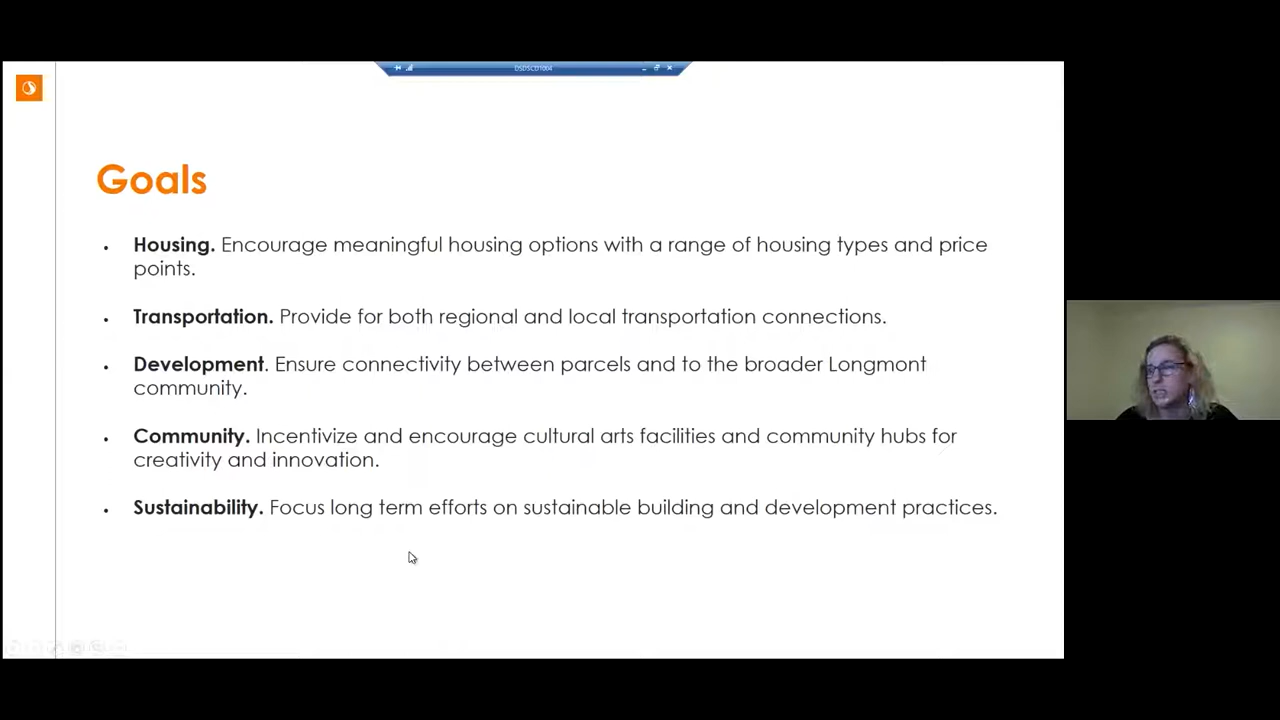 DSDSCD1004
Goals
• Housing. Encourage meaningful housing options with a range of housing types and price
points.
• Transportation. Provide for both regional and local transportation connections.
• Development. Ensure connectivity between parcels and to the broader Longmont
community.
• Community. Incentivize and encourage cultural arts facilities and community hubs for
creativity and innovation.
• Sustainability. Focus long term efforts on sustainable building and development practices.